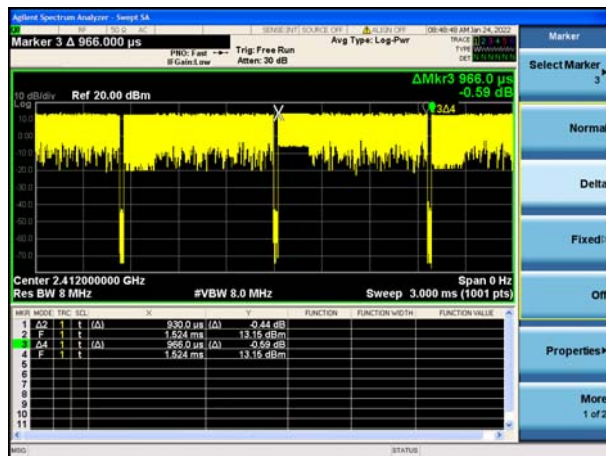 Agilent Spectrum Analyzer - Swept SA
RF 50 Ω AC SENSE:INT SOURCE OFF ALIGN OFF 08:40:48 AM Jan 24, 2022
Marker 3 Δ 966.000 μs
PNO: Fast
IFGain:Low
Trig: Free Run
Atten: 30 dB
Avg Type: Log-Pwr
TRACE 1 2 3 4 5 6
TYPE
DET N N N N N N
ΔMkr3 966.0 μs
-0.59 dB
10 dB/div Ref 20.00 dBm
Log
10.0
0.00
-10.0
-20.0
-30.0
-40.0
-50.0
-60.0
-70.0
3Δ4
Center 2.412000000 GHz Span 0 Hz
Res BW 8 MHz #VBW 8.0 MHz Sweep 3.000 ms (1001 pts)
MKR MODE TRC SCL X Y FUNCTION FUNCTION WIDTH FUNCTION VALUE
1 Δ2 1 t (Δ) 930.0 μs (Δ) -0.44 dB
2 F 1 t 1.524 ms 13.15 dBm
3 Δ4 1 t (Δ) 966.0 μs (Δ) -0.59 dB
4 F 1 t 1.524 ms 13.15 dBm
5
6
7
8
9
10
11
MSG STATUS
Marker
Select Marker
3
Normal
Delta
Fixed
Off
Properties
More
1 of 2